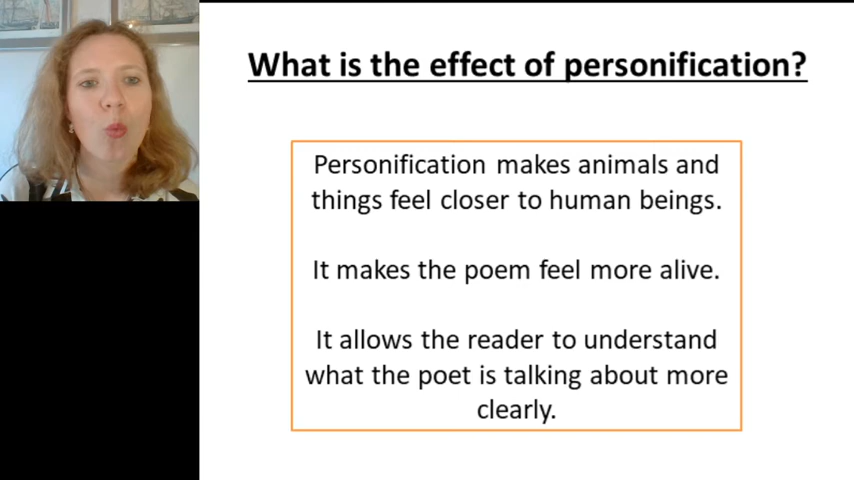 What is the effect of personification?
Personification makes animals and
things feel closer to human beings.
It makes the poem feel more alive.
It allows the reader to understand
what the poet is talking about more
clearly.